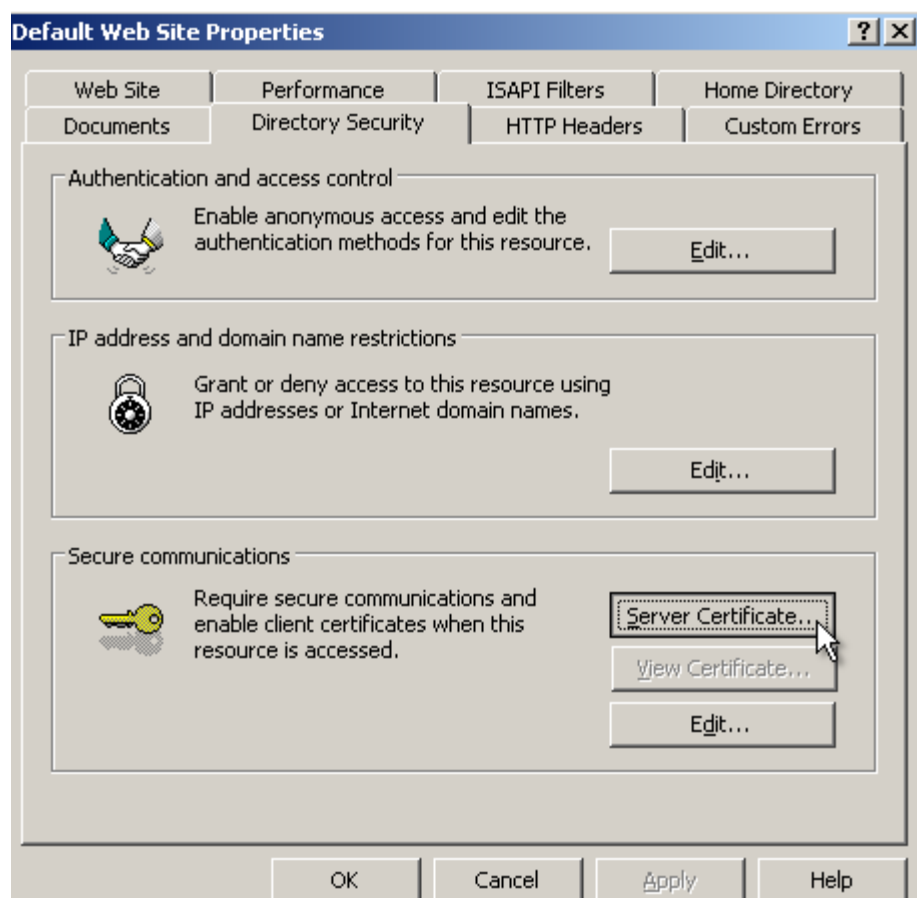 Default Web Site Properties
Web Site Performance ISAPI Filters Home Directory
Documents Directory Security HTTP Headers Custom Errors
Authentication and access control
Enable anonymous access and edit the
authentication methods for this resource.
Edit...
IP address and domain name restrictions
Grant or deny access to this resource using
IP addresses or Internet domain names.
Edit...
Secure communications
Require secure communications and
enable client certificates when this
resource is accessed.
Server Certificate...
View Certificate...
Edit...
OK Cancel Apply Help